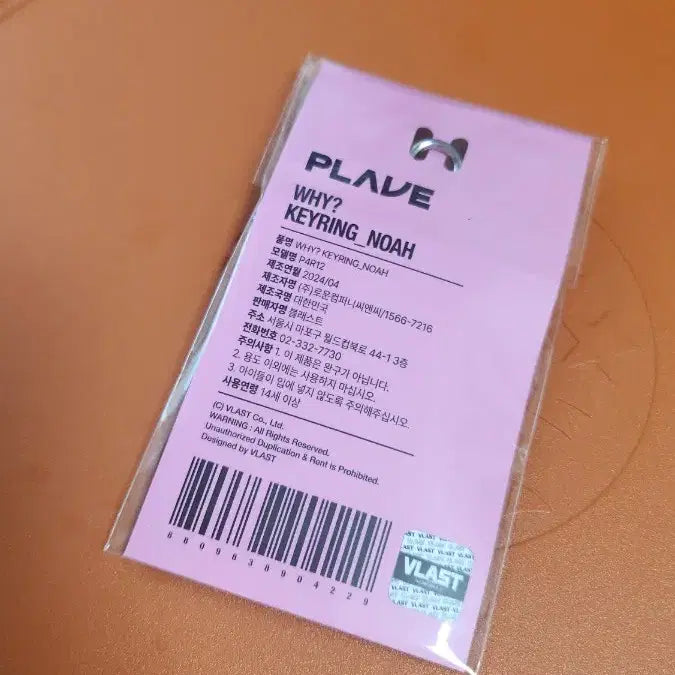 PLAVE
WHY?
KEYRING_NOAH
품명 WHY? KEYRING_NOAH
모델명 P4R12
제조연월 2024/04
제조자명 (주)로운컴퍼니씨앤씨/1566-7216
제조국명 대한민국
판매자명 블래스트
주소 서울시 마포구 월드컵북로 44-1 3층
전화번호 02-332-7730
주의사항 1. 이 제품은 완구가 아닙니다.
2. 용도 이외에는 사용하지 마십시오.
3. 아이들이 입에 넣지 않도록 주의해주십시오.
사용연령 14세 이상
(C) VLAST Co., Ltd.
WARNING : All Rights Reserved.
Unauthorized Duplication & Rent Is Prohibited.
Designed by VLAST
8809638904229
VLAST